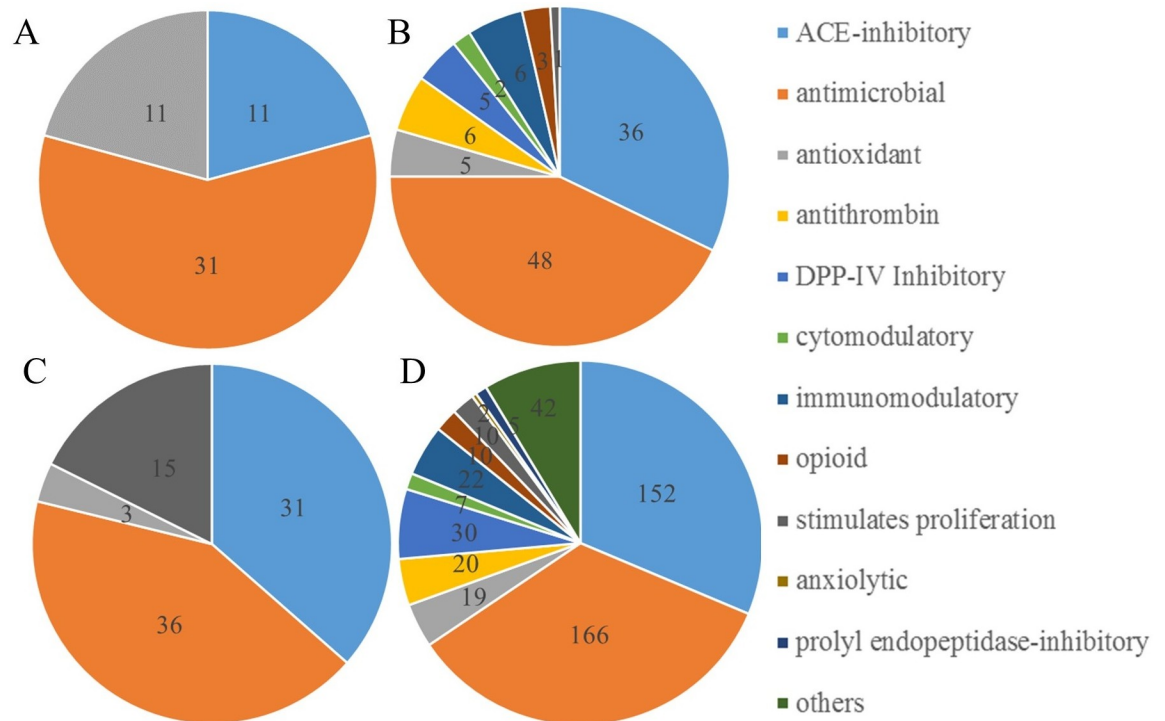 A
11
11
31
B
1
3
6
2
5
6
5
36
48
C
15
31
3
36
D
42
5
2
10
10
22
7
30
20
19
152
166
ACE-inhibitory
antimicrobial
antioxidant
antithrombin
DPP-IV Inhibitory
cytomodulatory
immunomodulatory
opioid
stimulates proliferation
anxiolytic
prolyl endopeptidase-inhibitory
others